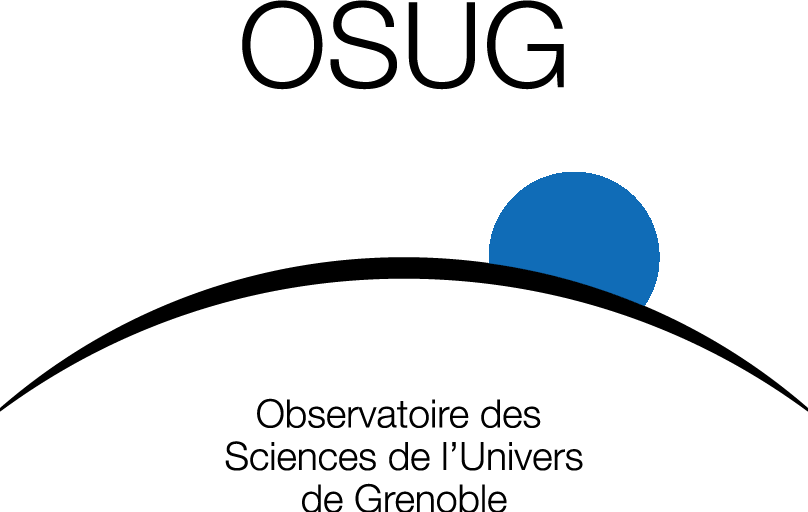 OSUG
Observatoire des
Sciences de l’Univers
de Grenoble